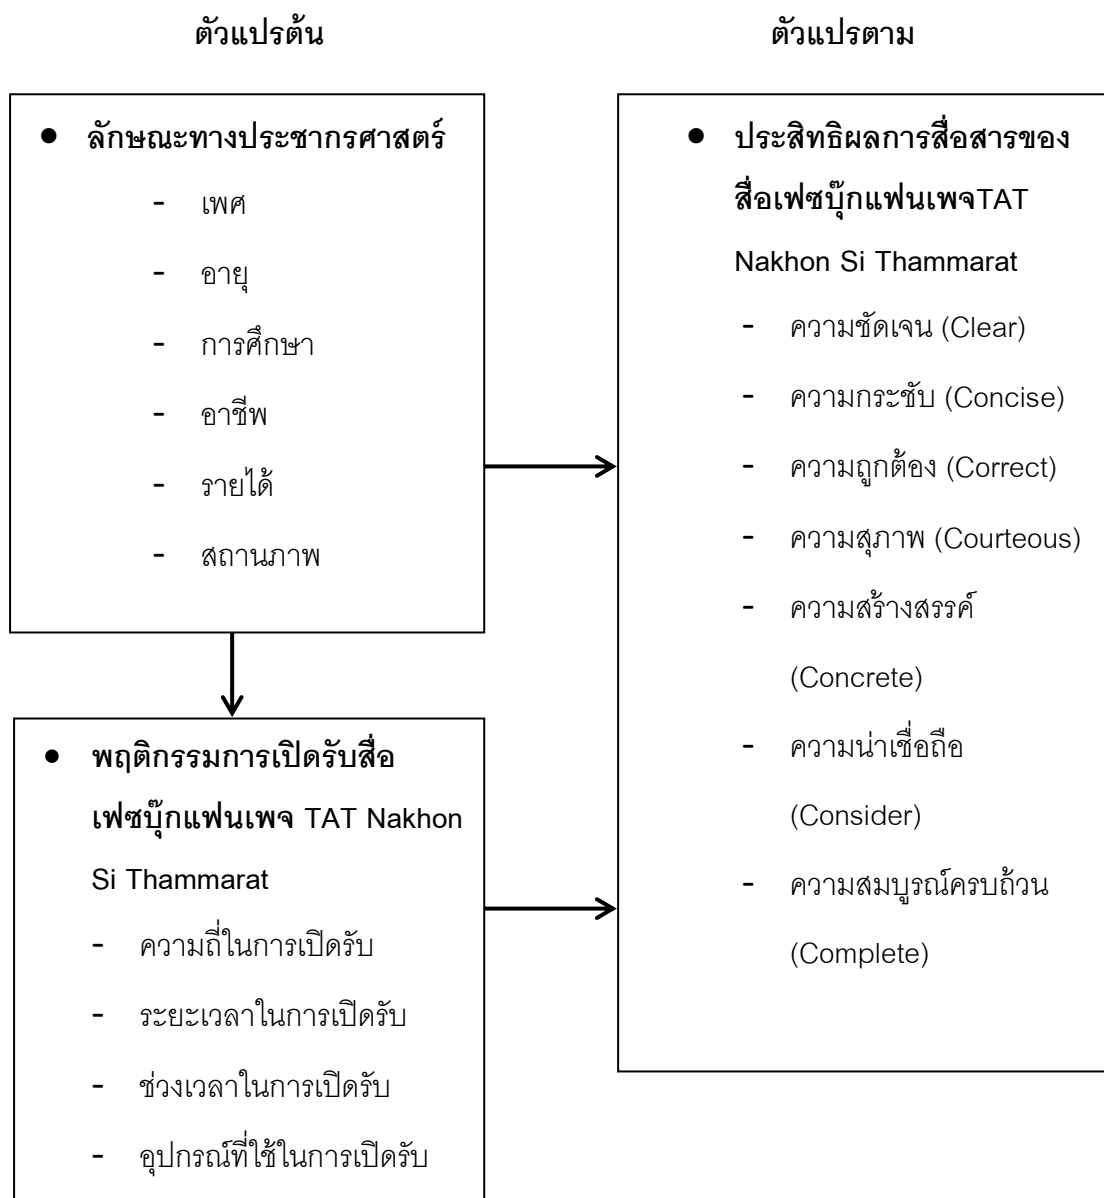 ตัวแปรต้น
ตัวแปรตาม
● ลักษณะทางประชากรศาสตร์
- เพศ
- อายุ
- การศึกษา
- อาชีพ
- รายได้
- สถานภาพ
● พฤติกรรมการเปิดรับสื่อ
เฟซบุ๊กแฟนเพจ TAT Nakhon
Si Thammarat
- ความถี่ในการเปิดรับ
- ระยะเวลาในการเปิดรับ
- ช่วงเวลาในการเปิดรับ
- อุปกรณ์ที่ใช้ในการเปิดรับ
● ประสิทธิผลการสื่อสารของ
สื่อเฟซบุ๊กแฟนเพจTAT
Nakhon Si Thammarat
- ความชัดเจน (Clear)
- ความกระชับ (Concise)
- ความถูกต้อง (Correct)
- ความสุภาพ (Courteous)
- ความสร้างสรรค์
(Concrete)
- ความน่าเชื่อถือ
(Consider)
- ความสมบูรณ์ครบถ้วน
(Complete)